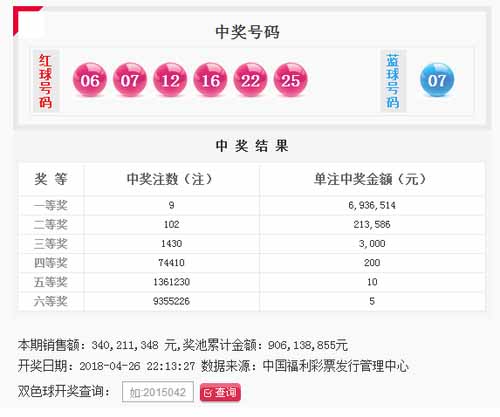 中奖号码
红球号码 06 07 12 16 22 25 蓝球号码 07
中 奖 结 果
奖 等 中奖注数（注） 单注中奖金额（元）
一等奖 9 6,936,514
二等奖 102 213,586
三等奖 1430 3,000
四等奖 74410 200
五等奖 1361230 10
六等奖 9355226 5
本期销售额：340,211,348 元,奖池累计金额：906,138,855元
开奖日期：2018-04-26 22:13:27 数据来源：中国福利彩票发行管理中心
双色球开奖查询： 如:2015042 查询